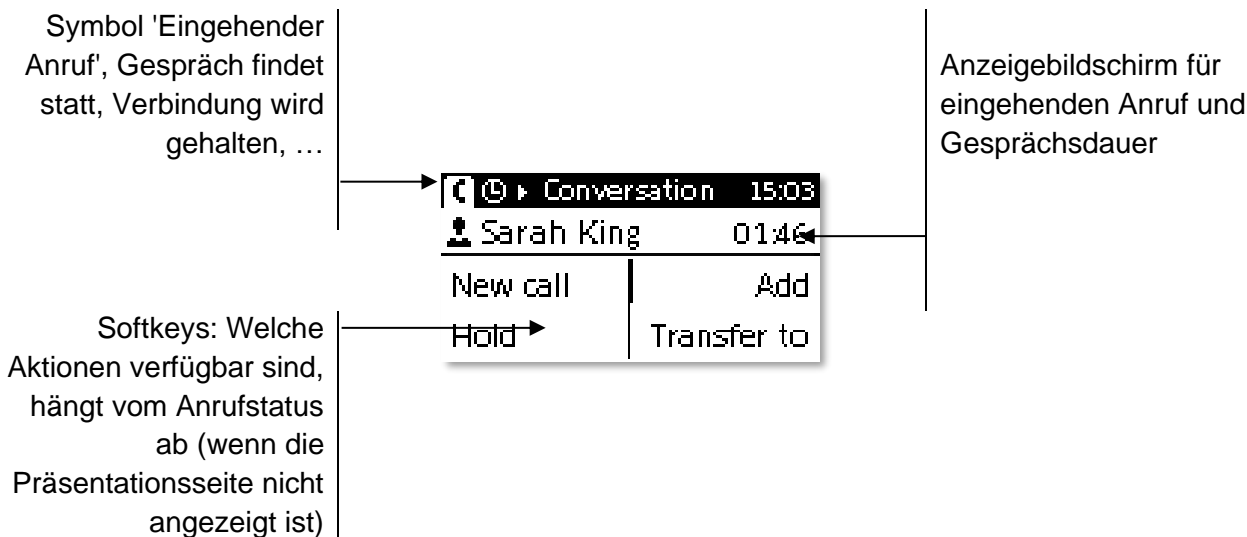 Symbol 'Eingehender
Anruf', Gespräch findet
statt, Verbindung wird
gehalten, …
Anzeigebildschirm für
eingehenden Anruf und
Gesprächsdauer
Conversation 15:03
Sarah King 01:46
New call Add
Hold Transfer to
Softkeys: Welche
Aktionen verfügbar sind,
hängt vom Anrufstatus
ab (wenn die
Präsentationsseite nicht
angezeigt ist)